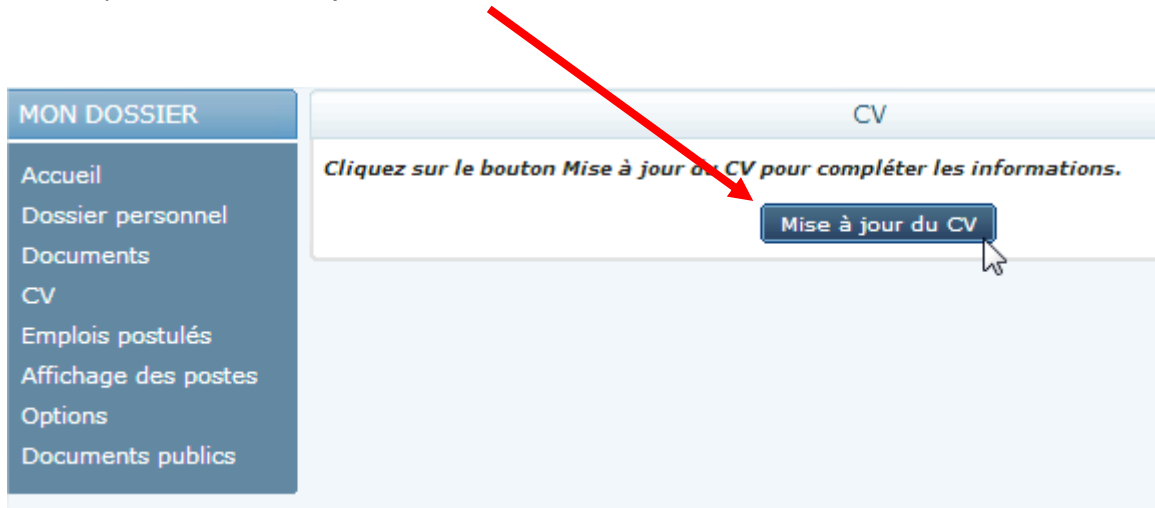 MON DOSSIER
Accueil
Dossier personnel
Documents
CV
Emplois postulés
Affichage des postes
Options
Documents publics
CV
Cliquez sur le bouton Mise à jour du CV pour compléter les informations.
Mise à jour du CV